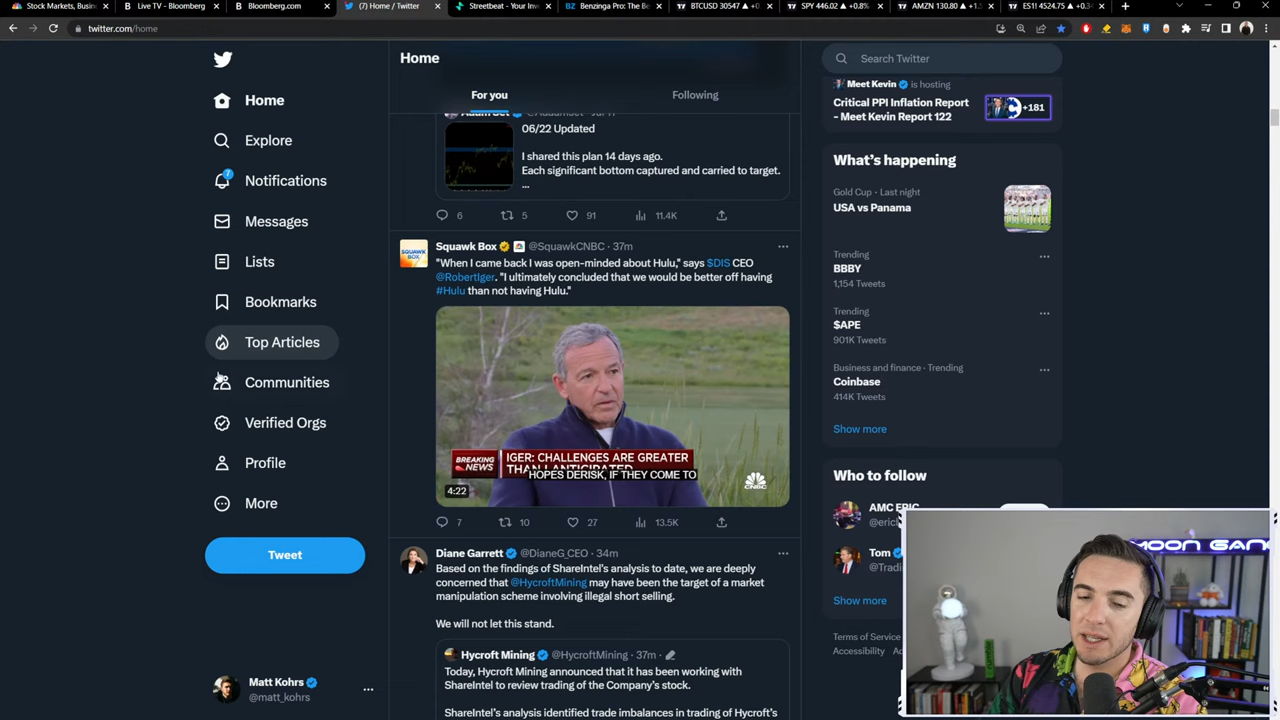 Stock Markets, Busin
Live TV - Bloomberg
Bloomberg.com
(7) Home / Twitter
Streetbeat - Your Inve
Benzinga Pro: The Be
BTCUSD 30547 ▲ +0
SPY 446.02 ▲ +0.8%
AMZN 130.80 ▲ +1.
ES1! 4524.75 ▲ +0.3
twitter.com/home
Home
For you
Following
Search Twitter
Home
Explore
7
Notifications
Messages
Lists
Bookmarks
Top Articles
Communities
Verified Orgs
Profile
More
Tweet
Matt Kohrs
@matt_kohrs
06/22 Updated
I shared this plan 14 days ago.
Each significant bottom captured and carried to target.
...
6
5
91
11.4K
Squawk Box @SquawkCNBC · 37m
"When I came back I was open-minded about Hulu," says $DIS CEO
@RobertIger. "I ultimately concluded that we would be better off having
#Hulu than not having Hulu."
SQUAWK
BOX
BREAKING
NEWS
IGER: CHALLENGES ARE GREATER
THAN I ANTICIPATED
HOPES DERISK, IF THEY COME TO
4:22
CNBC
7
10
27
13.5K
Diane Garrett @DianeG_CEO · 34m
Based on the findings of ShareIntel's analysis to date, we are deeply
concerned that @HycroftMining may have been the target of a market
manipulation scheme involving illegal short selling.
We will not let this stand.
Hycroft Mining @HycroftMining · 37m
Today, Hycroft Mining announced that it has been working with
ShareIntel to review trading of the Company's stock.
ShareIntel's analysis identified trade imbalances in trading of Hycroft's
Meet Kevin is hosting
Critical PPI Inflation Report
- Meet Kevin Report 122
+181
What's happening
Gold Cup · Last night
USA vs Panama
Trending
BBBY
1,154 Tweets
Trending
$APE
901K Tweets
Business and finance · Trending
Coinbase
414K Tweets
Show more
Who to follow
AMC ERIC
@eric
Tom
@Tradi
Show more
Terms of Service
Accessibility
MOON GANG